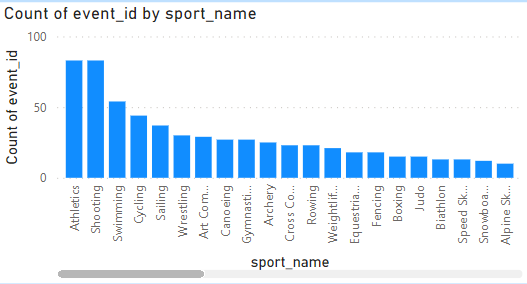 Count of event_id by sport_name
Count of event_id
100
50
0
Athletics
Shooting
Swimming
Cycling
Sailing
Wrestling
Art Com...
Canoeing
Gymnasti...
Archery
Cross Co...
Rowing
Weightlif...
Equestria...
Fencing
Boxing
Judo
Biathlon
Speed Sk...
Snowboa...
Alpine Sk...
sport_name